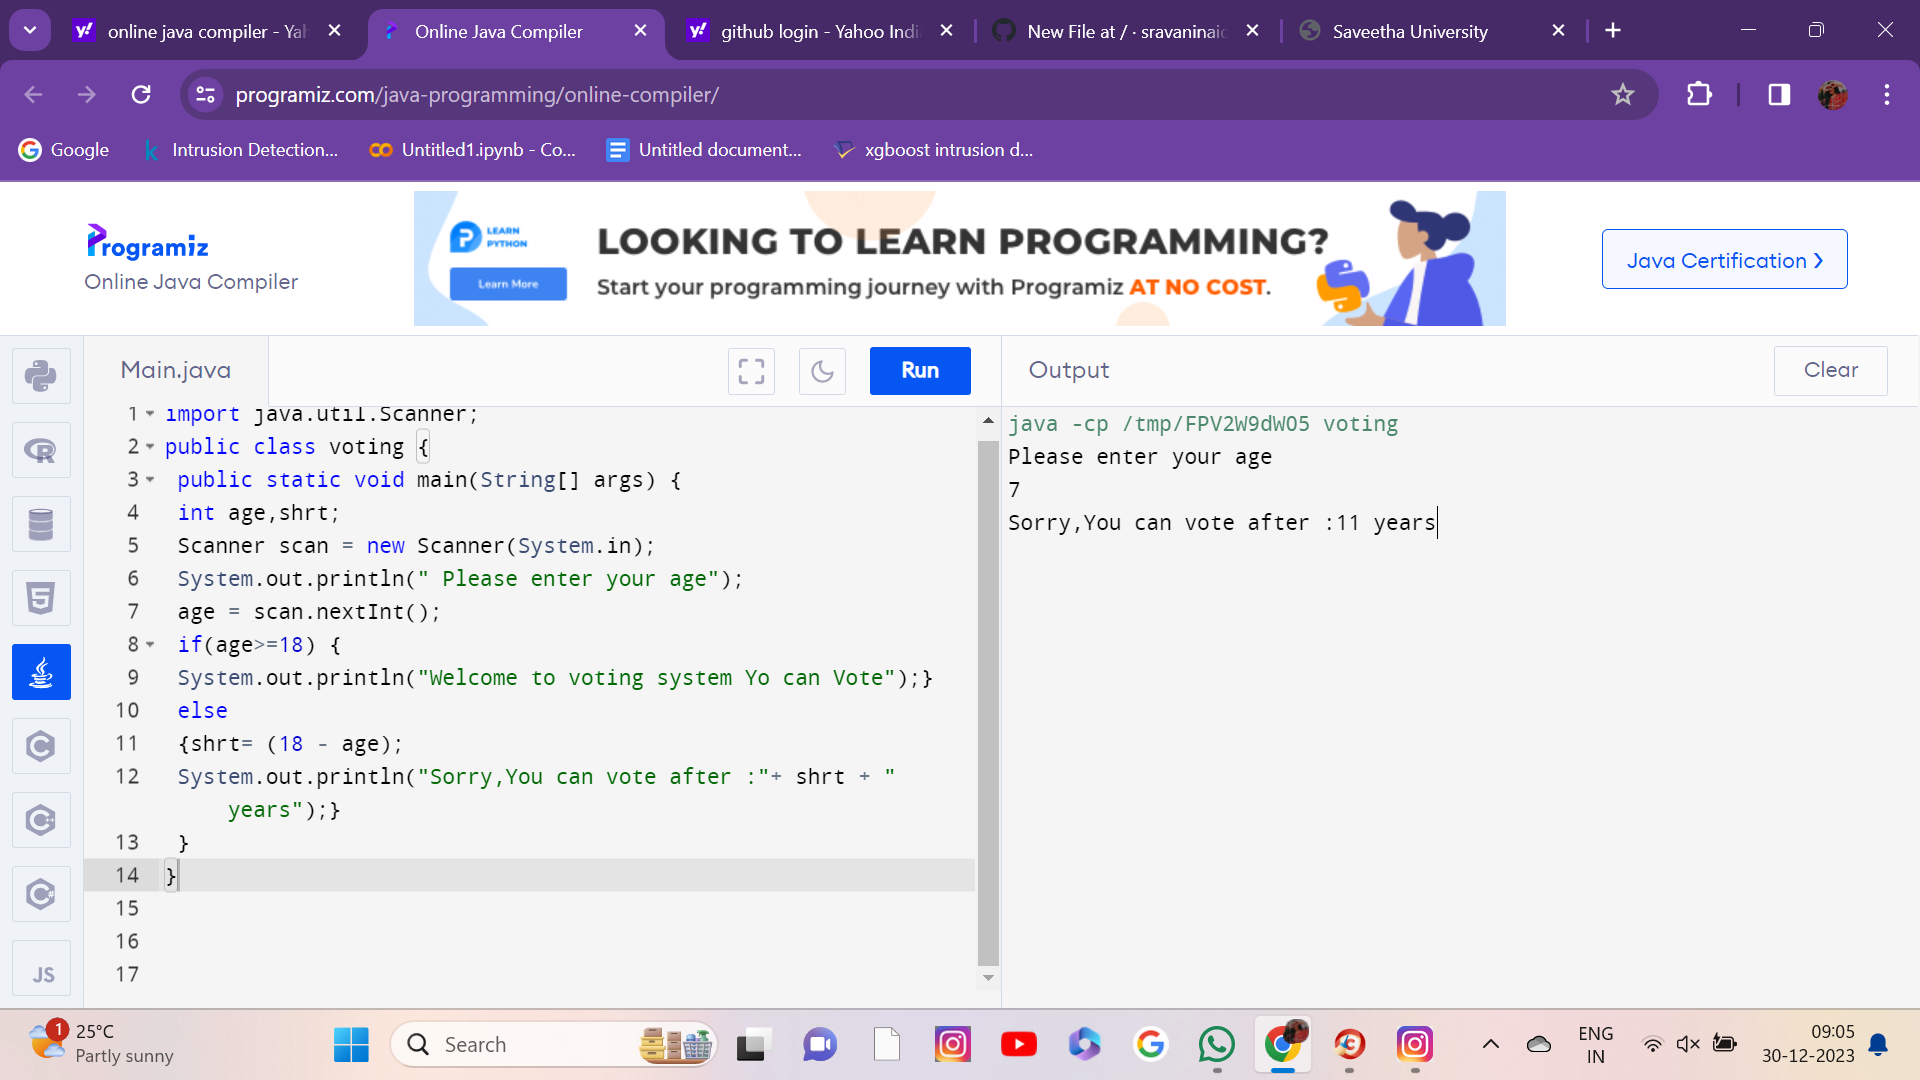 online java compiler - Yah
Online Java Compiler
github login - Yahoo Indi
New File at / · sravaninaid
Saveetha University
programiz.com/java-programming/online-compiler/
Google
Intrusion Detection...
Untitled1.ipynb - Co...
Untitled document...
xgboost intrusion d...
Programiz
Online Java Compiler
LEARN
PYTHON
Learn More
LOOKING TO LEARN PROGRAMMING?
Start your programming journey with Programiz AT NO COST.
Java Certification ›
Main.java
Run
Output
Clear
1 import java.util.Scanner;
2 public class voting {
3 public static void main(String[] args) {
4 int age,shrt;
5 Scanner scan = new Scanner(System.in);
6 System.out.println(" Please enter your age");
7 age = scan.nextInt();
8 if(age>=18) {
9 System.out.println("Welcome to voting system Yo can Vote");}
10 else
11 {shrt= (18 - age);
12 System.out.println("Sorry,You can vote after :"+ shrt + "
years");}
13 }
14 }
15
16
17
java -cp /tmp/FPV2W9dWO5 voting
Please enter your age
7
Sorry,You can vote after :11 years
JS
1
25°C
Partly sunny
Search
ENG
IN
09:05
30-12-2023